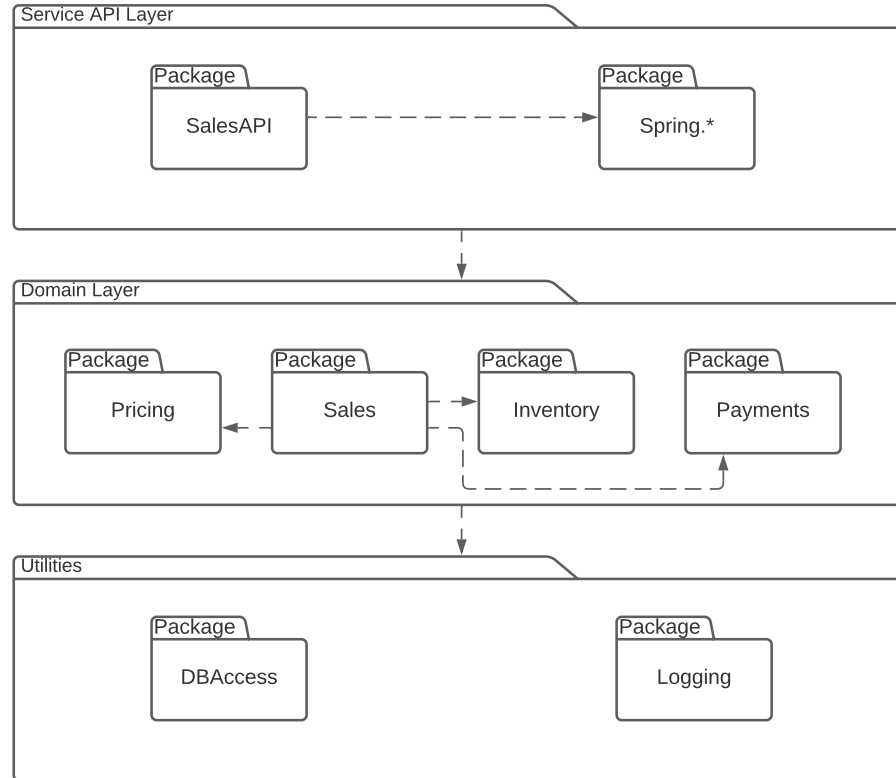 Service API Layer
Package
Package
SalesAPI
Spring.*
Domain Layer
Package
Package
Package
Package
Pricing
Sales
Inventory
Payments
Utilities
Package
Package
DBAccess
Logging